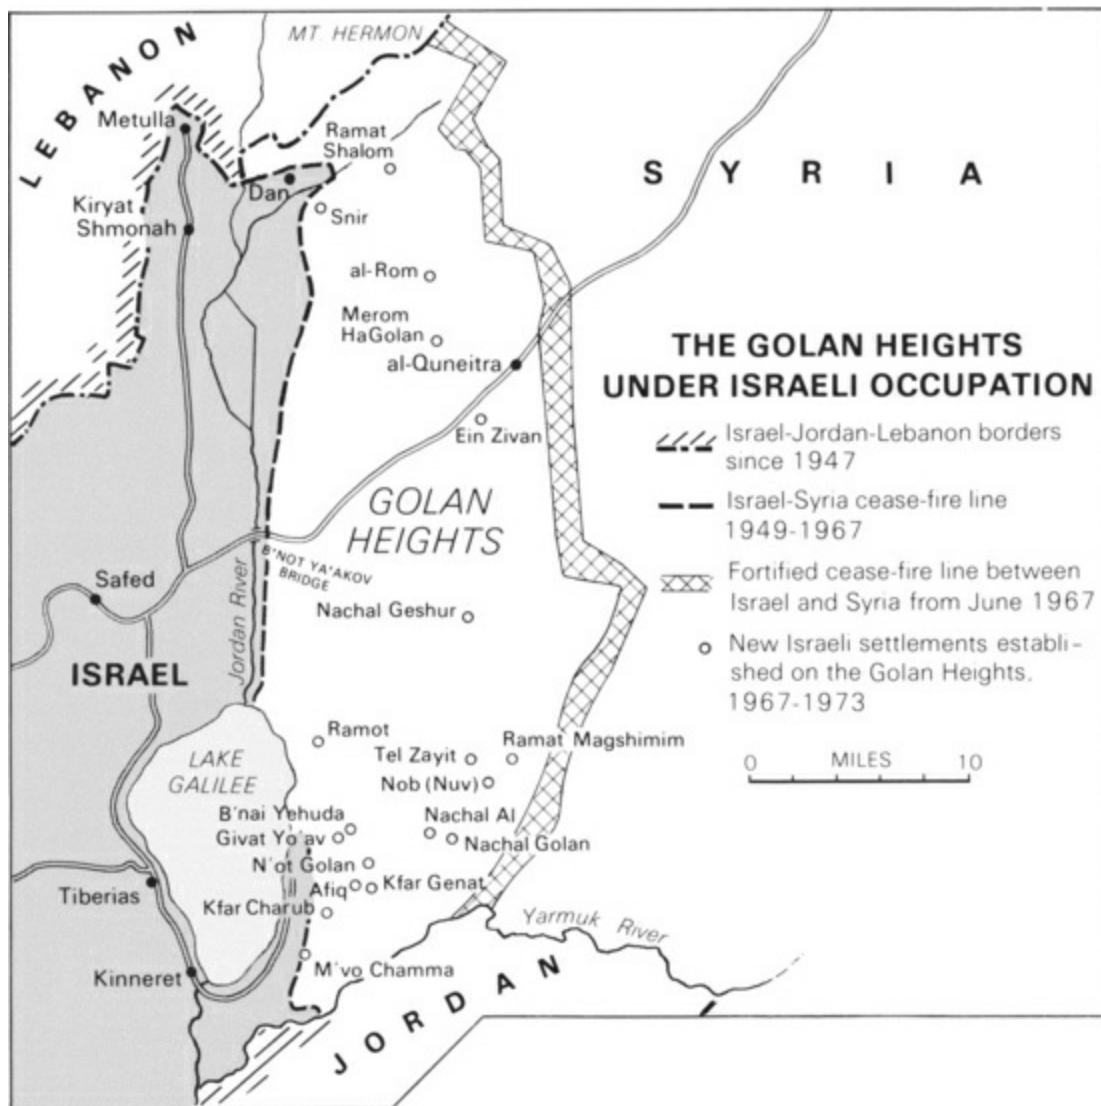 LEBANON
MT. HERMON
Metulla
Ramat
Shalom
Dan
SYRIA
Kiryat
Shmonah
Snir
al-Rom
Merom
HaGolan
al-Quneitra
Ein Zivan
THE GOLAN HEIGHTS
UNDER ISRAELI OCCUPATION
Israel-Jordan-Lebanon borders
since 1947
Israel-Syria cease-fire line
1949-1967
Fortified cease-fire line between
Israel and Syria from June 1967
New Israeli settlements establi-
shed on the Golan Heights,
1967-1973
0 MILES 10
GOLAN
HEIGHTS
B'NOT YA'AKOV
BRIDGE
Safed
Jordan River
Nachal Geshur
ISRAEL
Ramot
LAKE
GALILEE
Tel Zayit
Ramat Magshimim
Nob (Nuv)
B'nai Yehuda
Nachal Al
Givat Yo'av
Nachal Golan
N'ot Golan
Afiq
Kfar Genat
Tiberias
Kfar Charub
Yarmuk River
Kinneret
M'vo Chamma
JORDAN